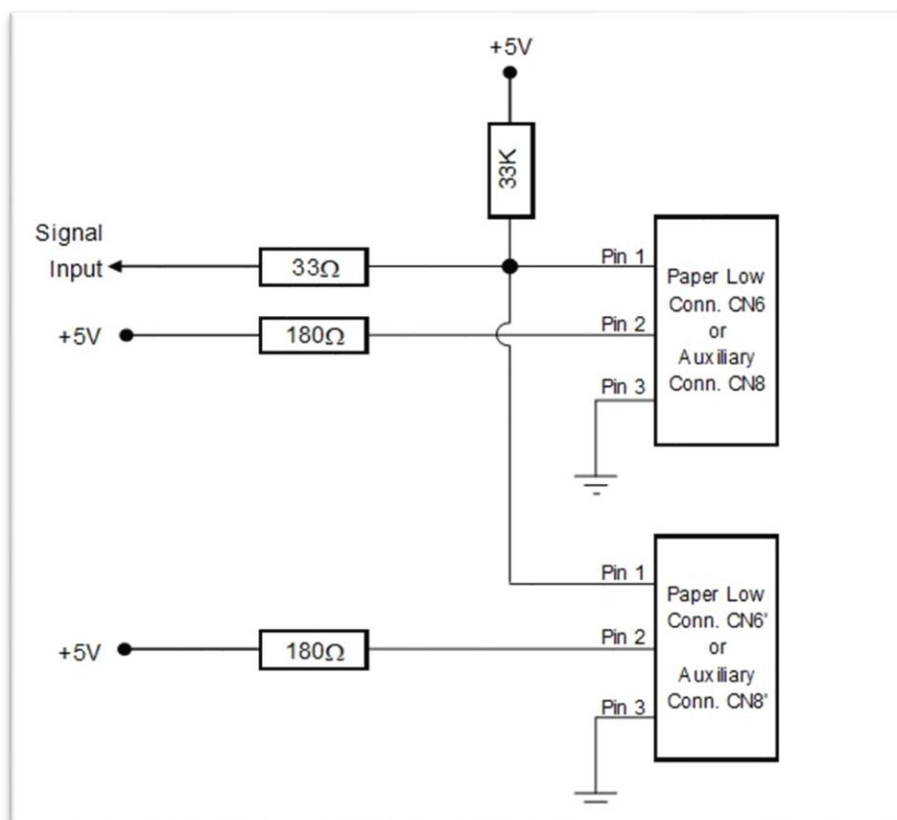 +5V
33K
Signal
Input
33Ω
Pin 1
+5V
180Ω
Pin 2
Pin 3
Paper Low
Conn. CN6
or
Auxiliary
Conn. CN8
Pin 1
+5V
180Ω
Pin 2
Pin 3
Paper Low
Conn. CN6'
or
Auxiliary
Conn. CN8'